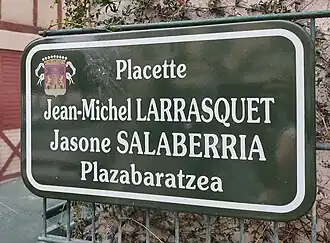 Placette
Jean-Michel LARRASQUET
Jasone SALABERRIA
Plazabaratzea